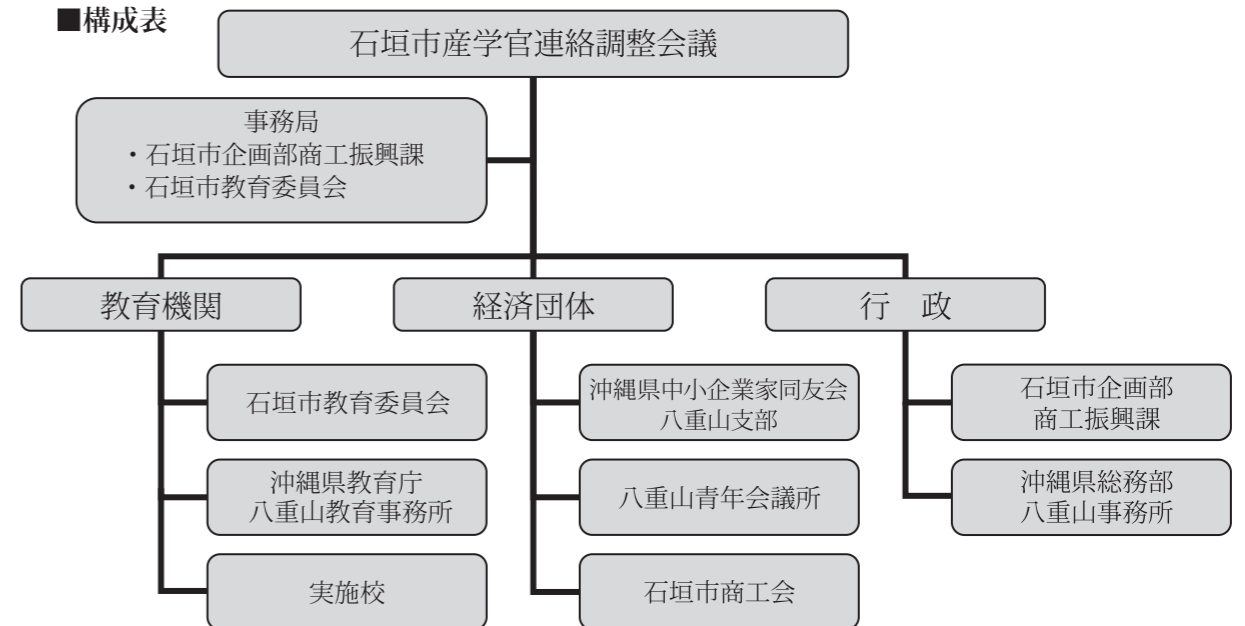 ■構成表
石垣市産学官連絡調整会議
事務局
・石垣市企画部商工振興課
・石垣市教育委員会
教育機関
石垣市教育委員会
沖縄県教育庁
八重山教育事務所
実施校
経済団体
沖縄県中小企業家同友会
八重山支部
八重山青年会議所
石垣市商工会
行　政
石垣市企画部
商工振興課
沖縄県総務部
八重山事務所